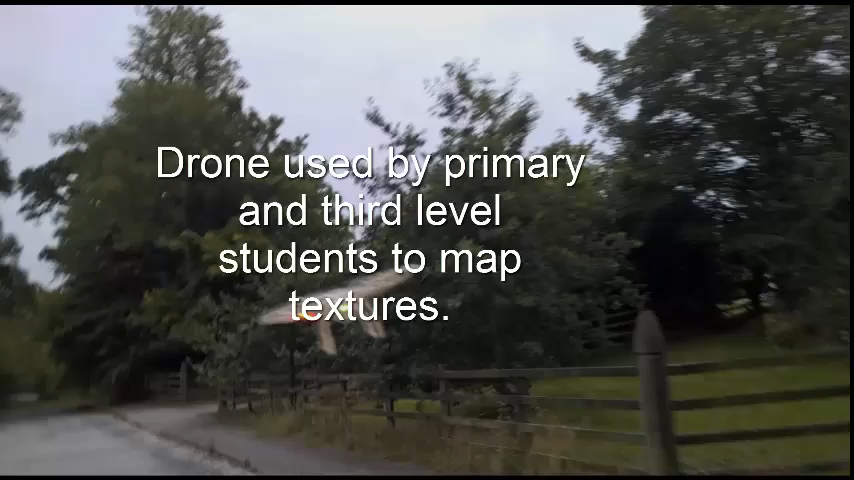 Drone used by primary
and third level
students to map
textures.